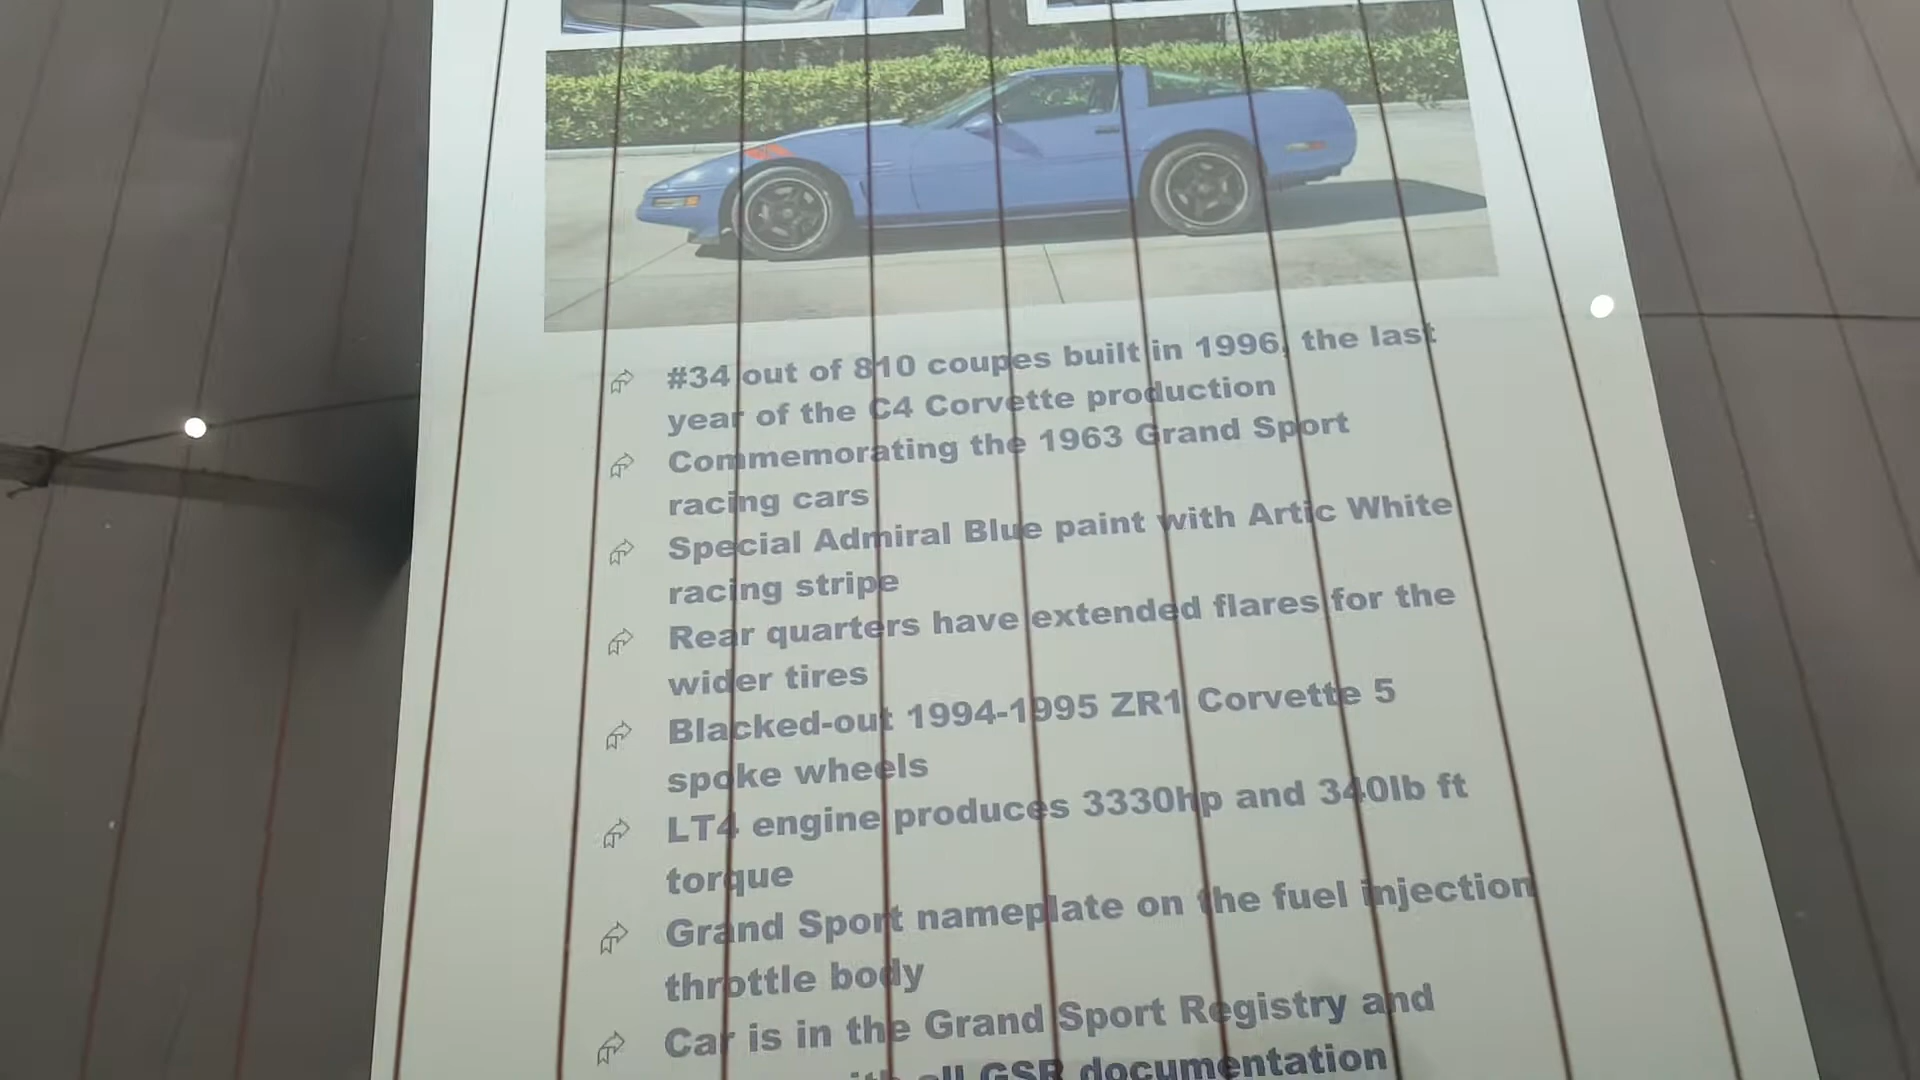 #34 out of 810 coupes built in 1996, the last
year of the C4 Corvette production
Commemorating the 1963 Grand Sport
racing cars
Special Admiral Blue paint with Artic White
racing stripe
Rear quarters have extended flares for the
wider tires
Blacked-out 1994-1995 ZR1 Corvette 5
spoke wheels
LT4 engine produces 3330hp and 340lb ft
torque
Grand Sport nameplate on the fuel injection
throttle body
Car is in the Grand Sport Registry and
all GSR documentation